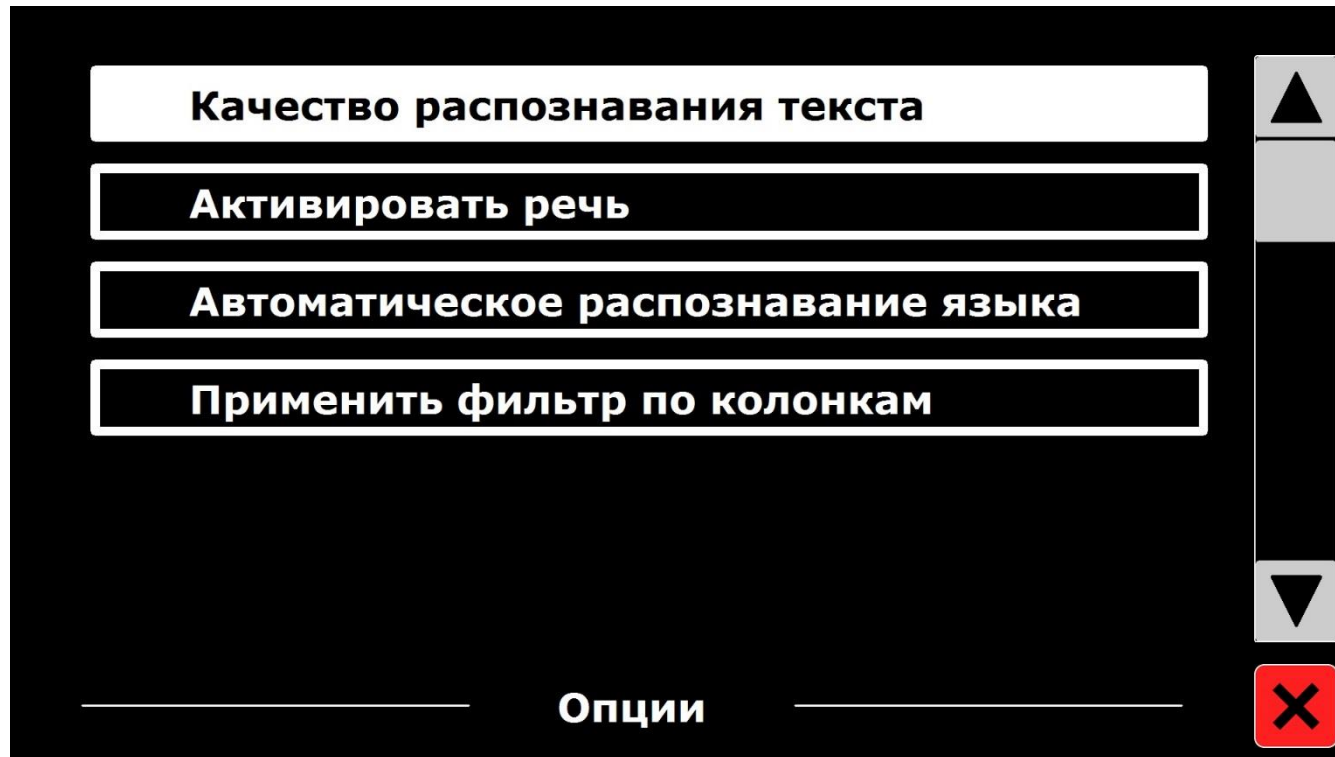 Качество распознавания текста
Активировать речь
Автоматическое распознавание языка
Применить фильтр по колонкам
Опции